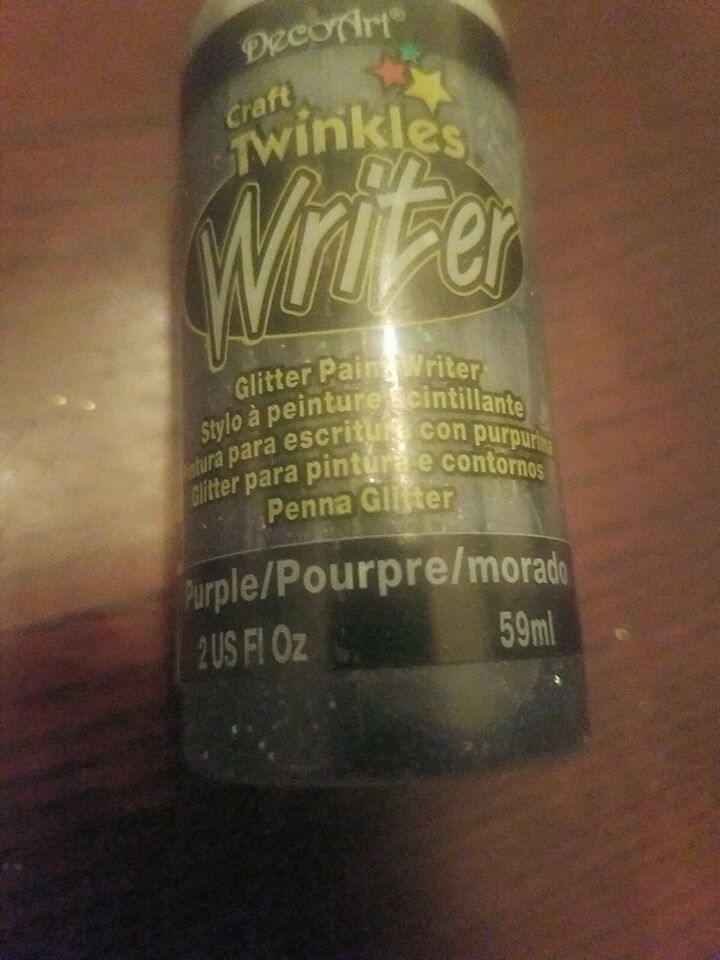 DecoArt®
Craft
Twinkles
Writer
Glitter Paint Writer
Stylo à peinture scintillante
ntura para escritura con purpurina
Glitter para pintura e contornos
Penna Glitter
Purple/Pourpre/morado
2 US Fl Oz 59ml